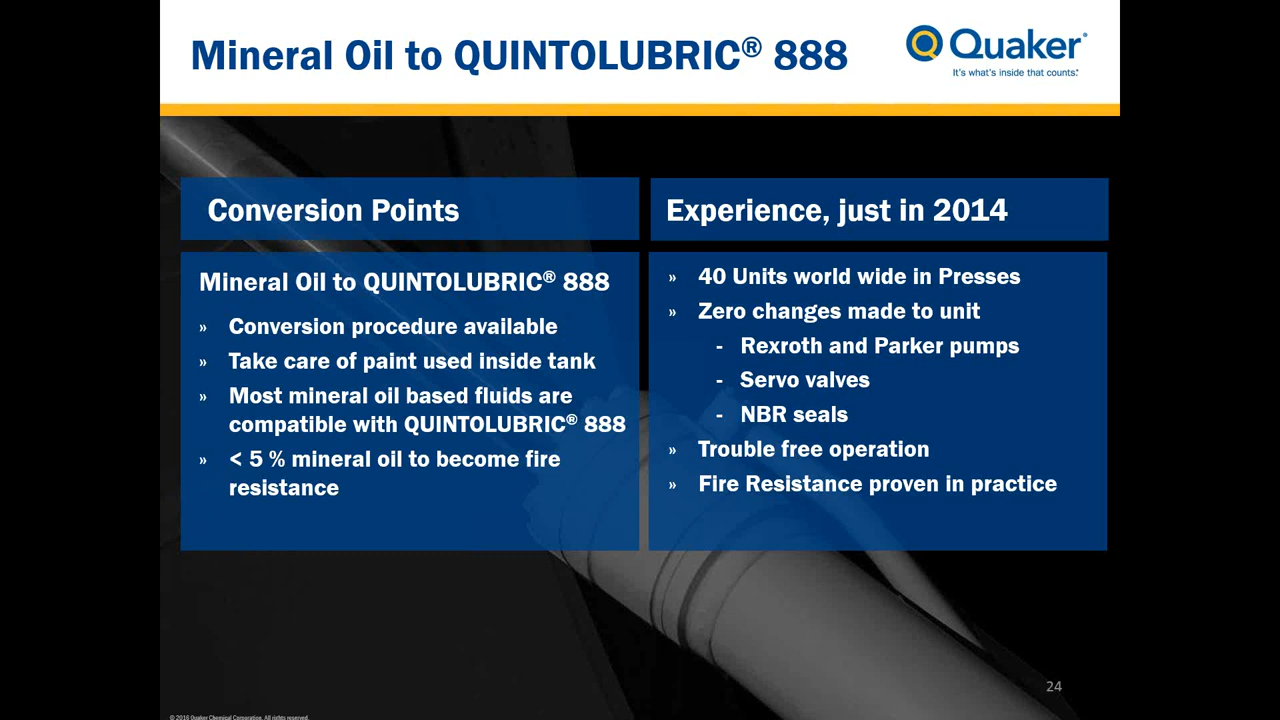 Mineral Oil to QUINTOLUBRIC® 888
Quaker®
It's what's inside that counts.®
Conversion Points
Mineral Oil to QUINTOLUBRIC® 888
» Conversion procedure available
» Take care of paint used inside tank
» Most mineral oil based fluids are
compatible with QUINTOLUBRIC® 888
» < 5 % mineral oil to become fire
resistance
Experience, just in 2014
» 40 Units world wide in Presses
» Zero changes made to unit
- Rexroth and Parker pumps
- Servo valves
- NBR seals
» Trouble free operation
» Fire Resistance proven in practice
24
© 2016 Quaker Chemical Corporation. All rights reserved.